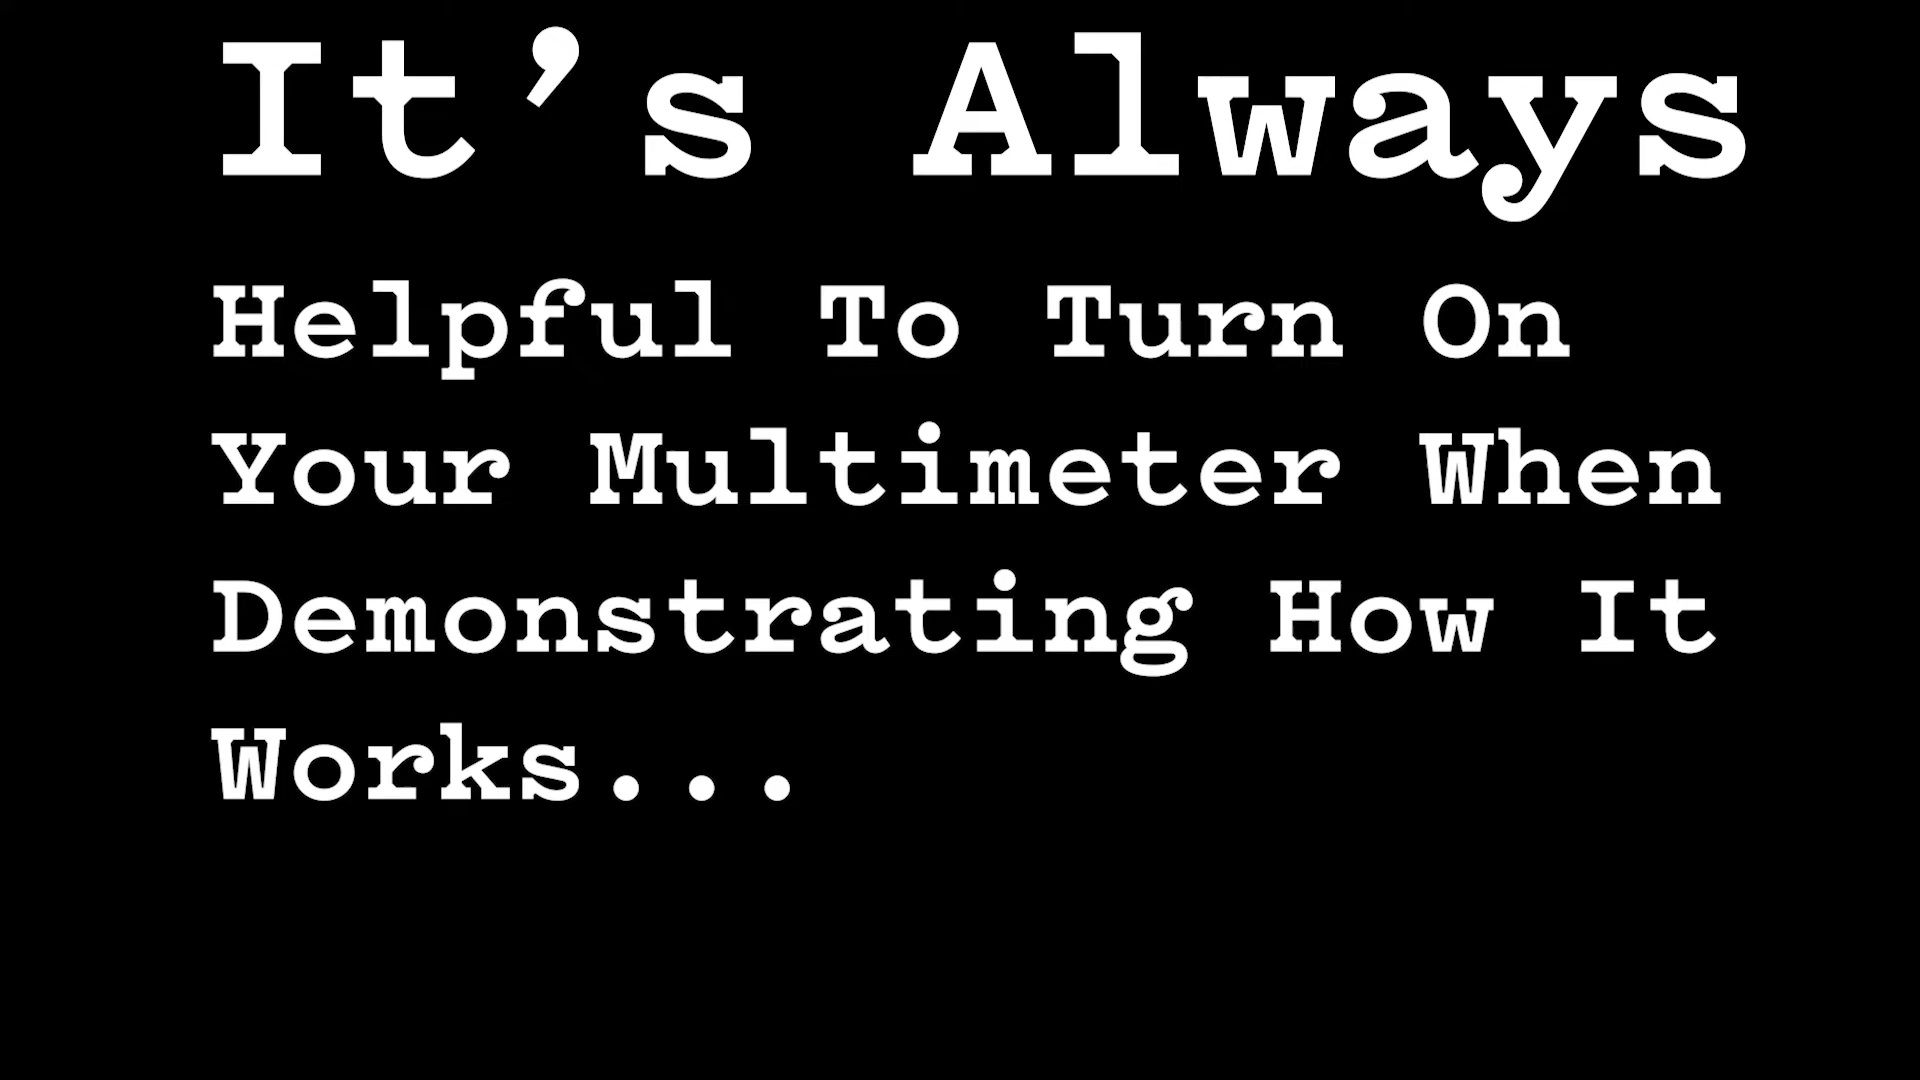 It’s Always
Helpful To Turn On
Your Multimeter When
Demonstrating How It
Works...